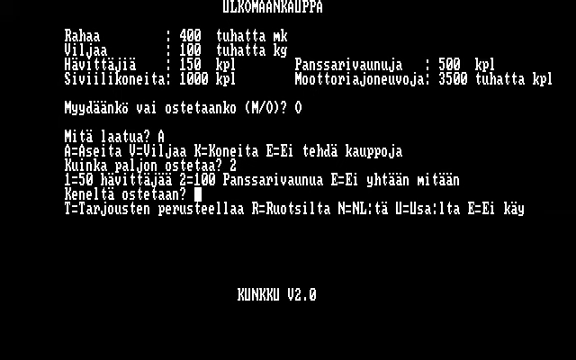 ULKOMAANKAUPPA
Rahaa : 400 tuhatta mk
Viljaa : 100 tuhatta kg
Hävittäjiä : 150 kpl Panssarivaunuja : 500 kpl
Siviilikoneita: 1000 kpl Moottoriajoneuvoja: 3500 tuhatta kpl
Myydäänkö vai ostetaanko (M/O)? O
Mitä laatua? A
A=Aseita V=Viljaa K=Koneita E=Ei tehdä kauppoja
Kuinka paljon ostetaa? 2
1=50 hävittäjää 2=100 Panssarivaunua E=Ei yhtään mitään
Keneltä ostetaan?
T=Tarjousten perusteellaa R=Ruotsilta N=NL:tä U=Usa:lta E=Ei käy
KUNKKU V2.0